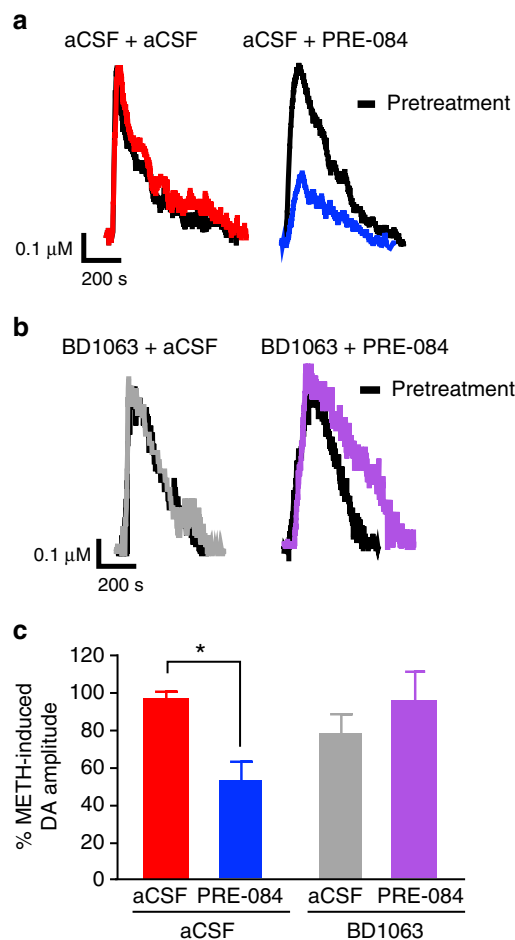 a
aCSF + aCSF
aCSF + PRE-084
Pretreatment
0.1 μM
200 s
b
BD1063 + aCSF
BD1063 + PRE-084
Pretreatment
0.1 μM
200 s
c
% METH-induced
DA amplitude
120
100
80
60
40
20
0
*
aCSF PRE-084 aCSF PRE-084
aCSF BD1063